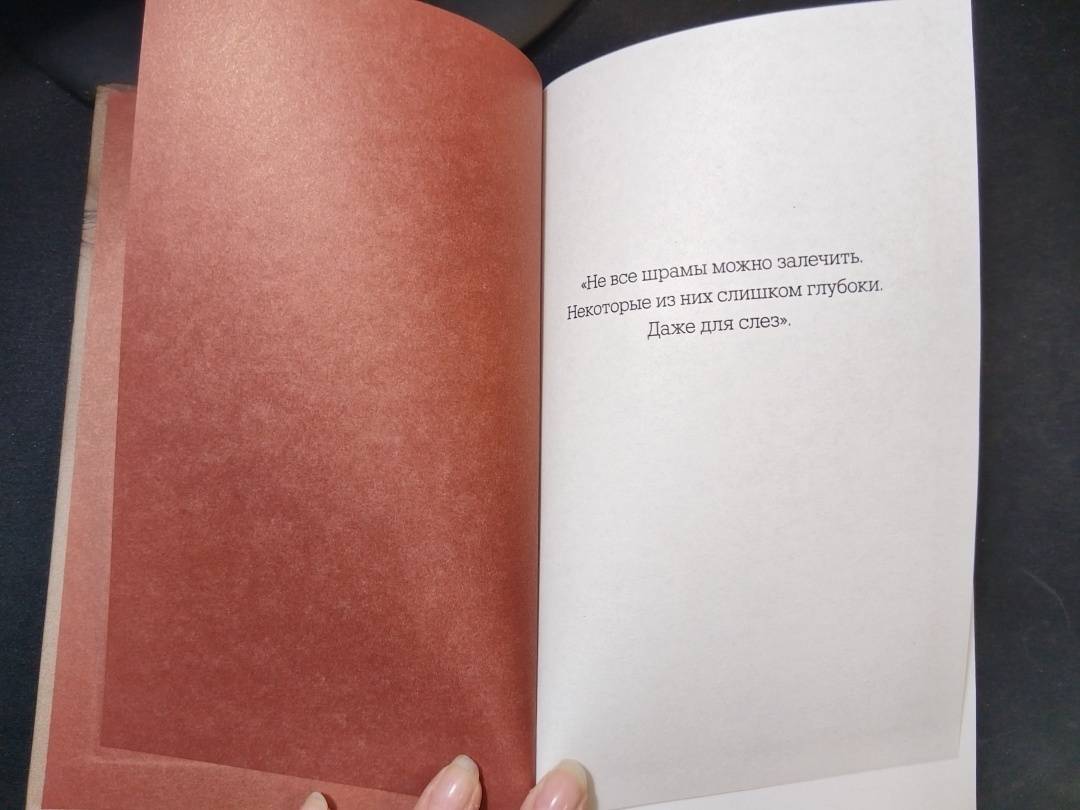 «Не все шрамы можно залечить.
Некоторые из них слишком глубоки.
Даже для слез».